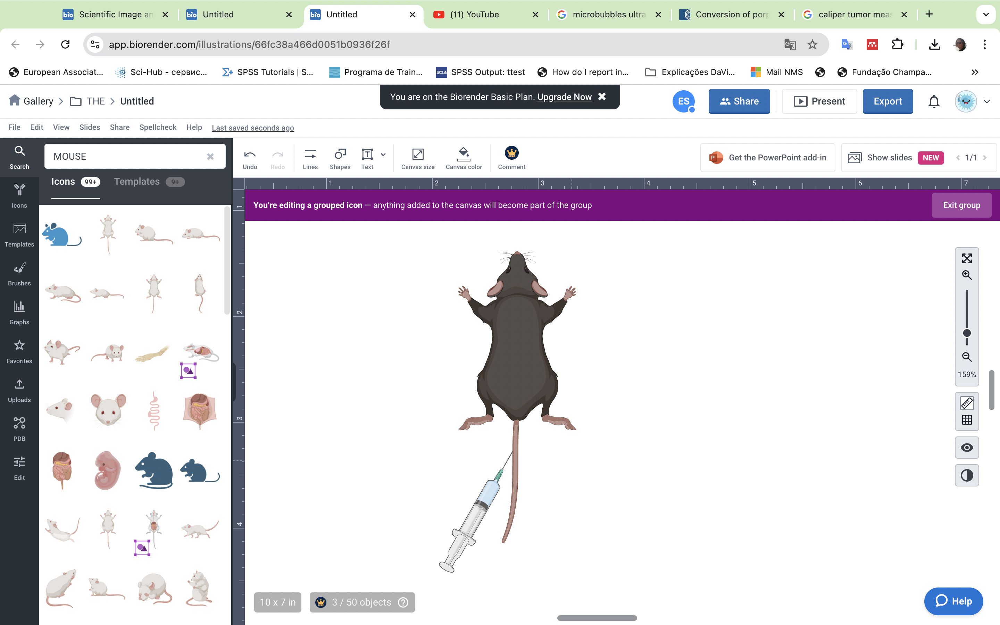 Scientific Image an
Untitled
Untitled
(11) YouTube
microbubbles ultra
Conversion of porp
caliper tumor meas
app.biorender.com/illustrations/66fc38a466d0051b0936f26f
European Associat...
Sci-Hub - сервис...
SPSS Tutorials | S...
Programa de Train...
UCLA
SPSS Output: ttest
How do I report in...
Explicações DaVi...
Mail NMS
Fundação Champa...
Gallery > THE > Untitled
You are on the Biorender Basic Plan. Upgrade Now
ES
Share
Present
Export
File Edit View Slides Share Spellcheck Help Last saved seconds ago
Search
MOUSE
Icons 99+
Templates 9+
Undo
Redo
Lines
Shapes
Text
Canvas size
Canvas color
Comment
Get the PowerPoint add-in
Show slides NEW
1/1
1 2 3 4 5 6 7
You're editing a grouped icon — anything added to the canvas will become part of the group
Exit group
Icons
Templates
Brushes
Graphs
Favorites
Uploads
PDB
Edit
1
2
3
4
159%
10 x 7 in
3 / 50 objects
Help